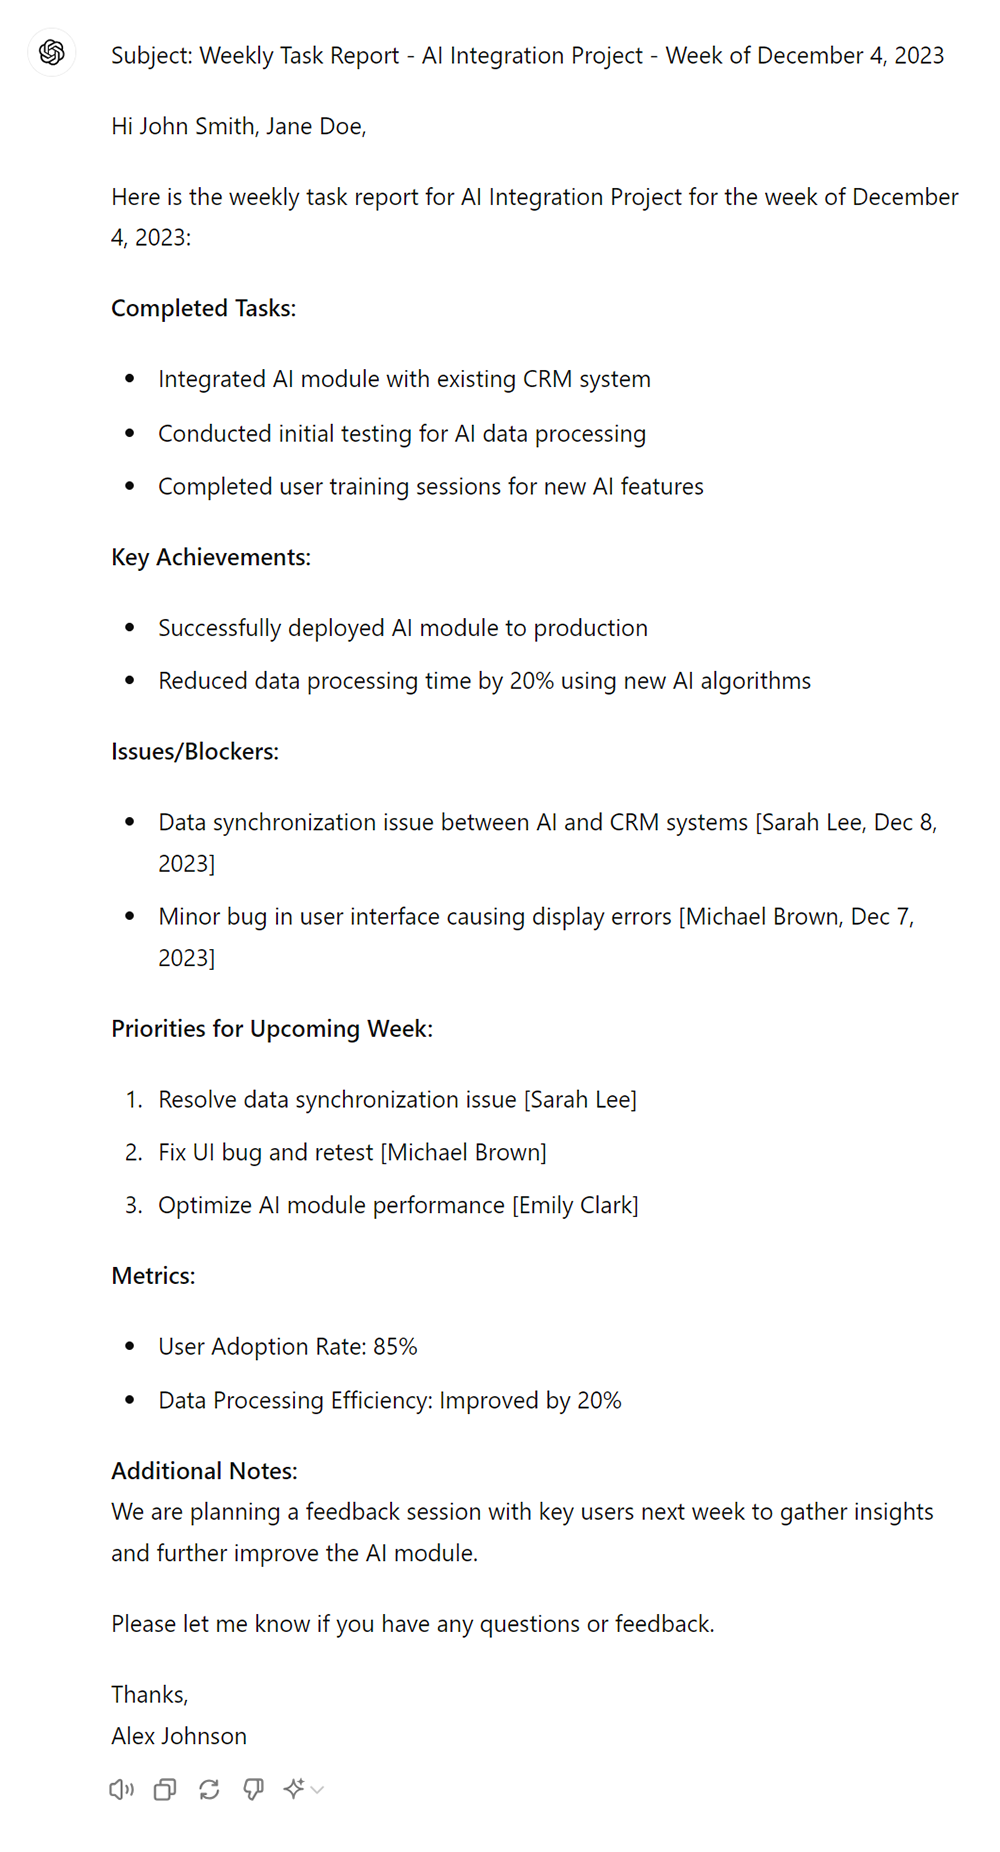 Subject: Weekly Task Report - AI Integration Project - Week of December 4, 2023
Hi John Smith, Jane Doe,
Here is the weekly task report for AI Integration Project for the week of December
4, 2023:
Completed Tasks:
• Integrated AI module with existing CRM system
• Conducted initial testing for AI data processing
• Completed user training sessions for new AI features
Key Achievements:
• Successfully deployed AI module to production
• Reduced data processing time by 20% using new AI algorithms
Issues/Blockers:
• Data synchronization issue between AI and CRM systems [Sarah Lee, Dec 8,
2023]
• Minor bug in user interface causing display errors [Michael Brown, Dec 7,
2023]
Priorities for Upcoming Week:
1. Resolve data synchronization issue [Sarah Lee]
2. Fix UI bug and retest [Michael Brown]
3. Optimize AI module performance [Emily Clark]
Metrics:
• User Adoption Rate: 85%
• Data Processing Efficiency: Improved by 20%
Additional Notes:
We are planning a feedback session with key users next week to gather insights
and further improve the AI module.
Please let me know if you have any questions or feedback.
Thanks,
Alex Johnson